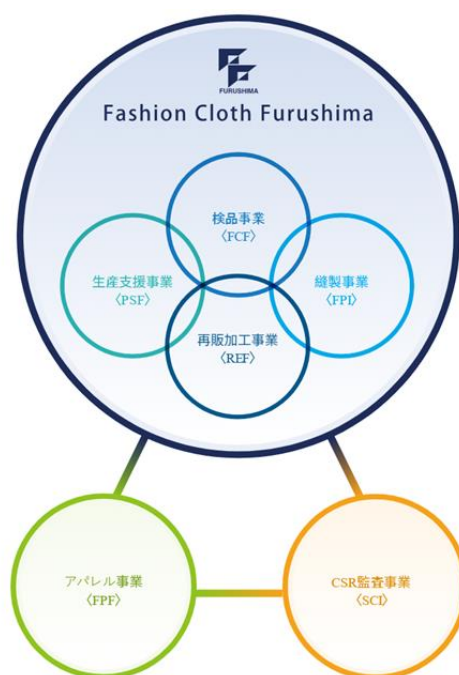 FURUSHIMA
Fashion Cloth Furushima
検品事業
〈FCF〉
生産支援事業
〈PSF〉
縫製事業
〈FPI〉
再販加工事業
〈REF〉
アパレル事業
〈FPF〉
CSR監査事業
〈SCI〉